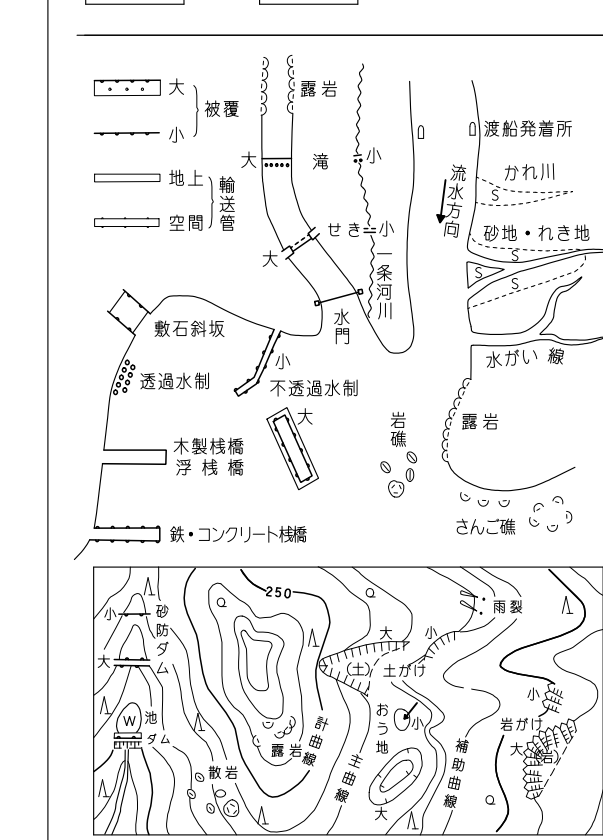 大
被覆
小
地上
輸送管
空間
露岩
大
滝
小
渡船発着所
流水方向
かれ川
S
せき
小
砂地・れき地
S
S
S
大
一条河川
水門
敷石斜坂
水がい線
小
透過水制
不透過水制
大
岩礁
露岩
木製桟橋
浮桟橋
さんご礁
鉄・コンクリート桟橋
250
小
砂防ダム
大
Q
Q
雨裂
大
小
(土)
土がけ
小
W
池
ダム
計曲線
おう地
小
岩がけ
大
(岩)
露岩
主曲線
補助曲線
散岩
大
Q